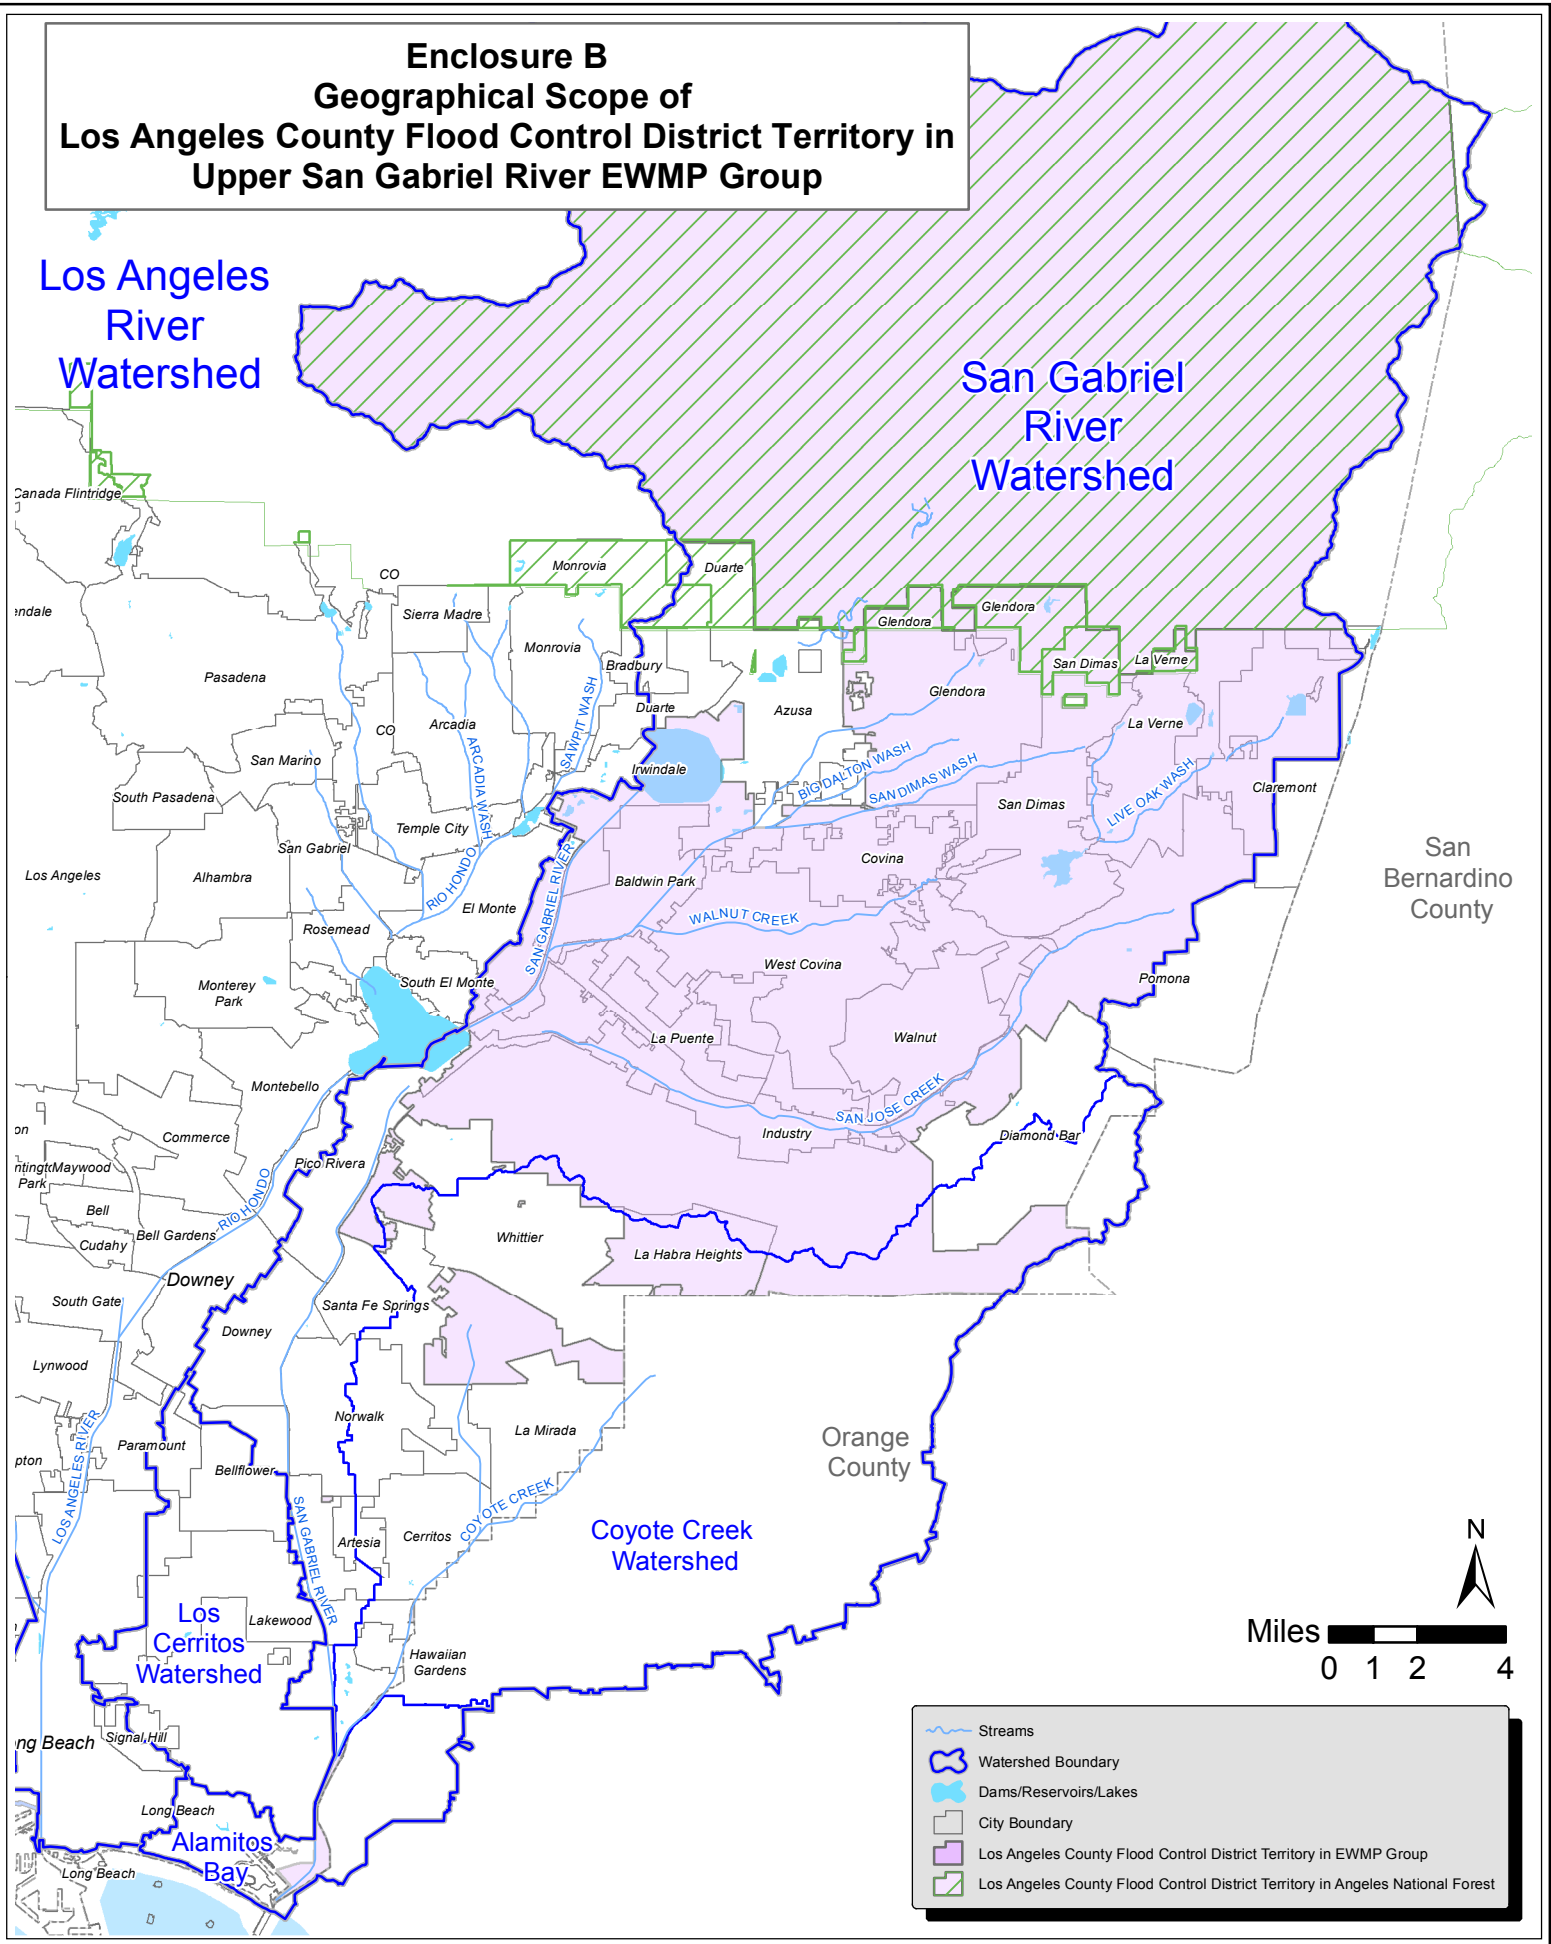 Enclosure B
Geographical Scope of
Los Angeles County Flood Control District Territory in
Upper San Gabriel River EWMP Group
Los Angeles
River
Watershed
San Gabriel
River
Watershed
Canada Flintridge
CO
Monrovia
Duarte
endale
Sierra Madre
Glendora
Glendora
Monrovia
Bradbury
San Dimas
La Verne
Pasadena
Duarte
Azusa
Glendora
CO
Arcadia
SAWPIT WASH
La Verne
San Marino
ARCADIA WASH
Irwindale
BIG DALTON WASH
SAN DIMAS WASH
LIVE OAK WASH
Claremont
South Pasadena
San Dimas
Temple City
San Gabriel
Los Angeles
Alhambra
RIO HONDO
SAN GABRIEL RIVER
Baldwin Park
Covina
San
Bernardino
County
El Monte
WALNUT CREEK
Rosemead
West Covina
South El Monte
Monterey
Park
Pomona
La Puente
Walnut
Montebello
SAN JOSE CREEK
on
Commerce
Industry
Diamond Bar
ntingt
Maywood
Park
Pico Rivera
Bell
RIO HONDO
Bell Gardens
Cudahy
Whittier
La Habra Heights
Downey
South Gate
Santa Fe Springs
Downey
Lynwood
LOS ANGELES RIVER
Norwalk
La Mirada
Paramount
Orange
County
pton
Bellflower
SAN GABRIEL RIVER
COYOTE CREEK
Artesia
Cerritos
Coyote Creek
Watershed
N
Los
Cerritos
Watershed
Lakewood
Hawaiian
Gardens
Miles
0 1 2 4
ng Beach
Signal Hill
Long Beach
Alamitos
Bay
Long Beach
Streams
Watershed Boundary
Dams/Reservoirs/Lakes
City Boundary
Los Angeles County Flood Control District Territory in EWMP Group
Los Angeles County Flood Control District Territory in Angeles National Forest